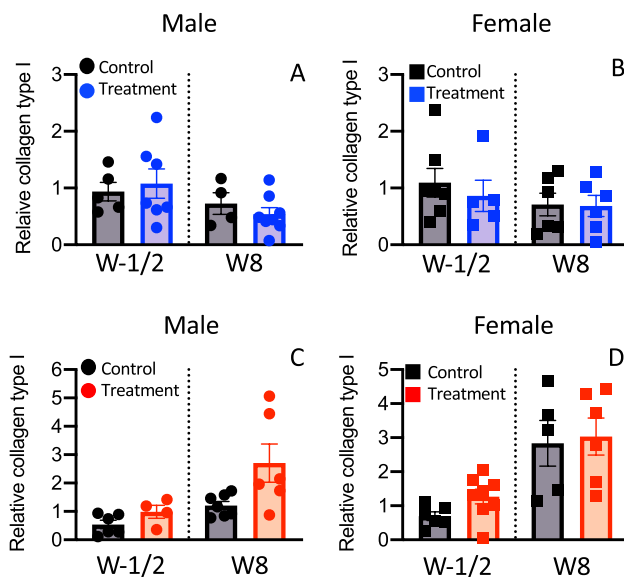 Male
Female
Control
Treatment
A
Control
Treatment
B
Relaive collagen type I
3
2
1
0
W-1/2
W8
Relative collagen type I
3
2
1
0
W-1/2
W8
Male
Female
Control
Treatment
C
Control
Treatment
D
Relative collagen type I
6
5
4
3
2
1
0
W-1/2
W8
Relative collagen type I
5
4
3
2
1
0
W-1/2
W8